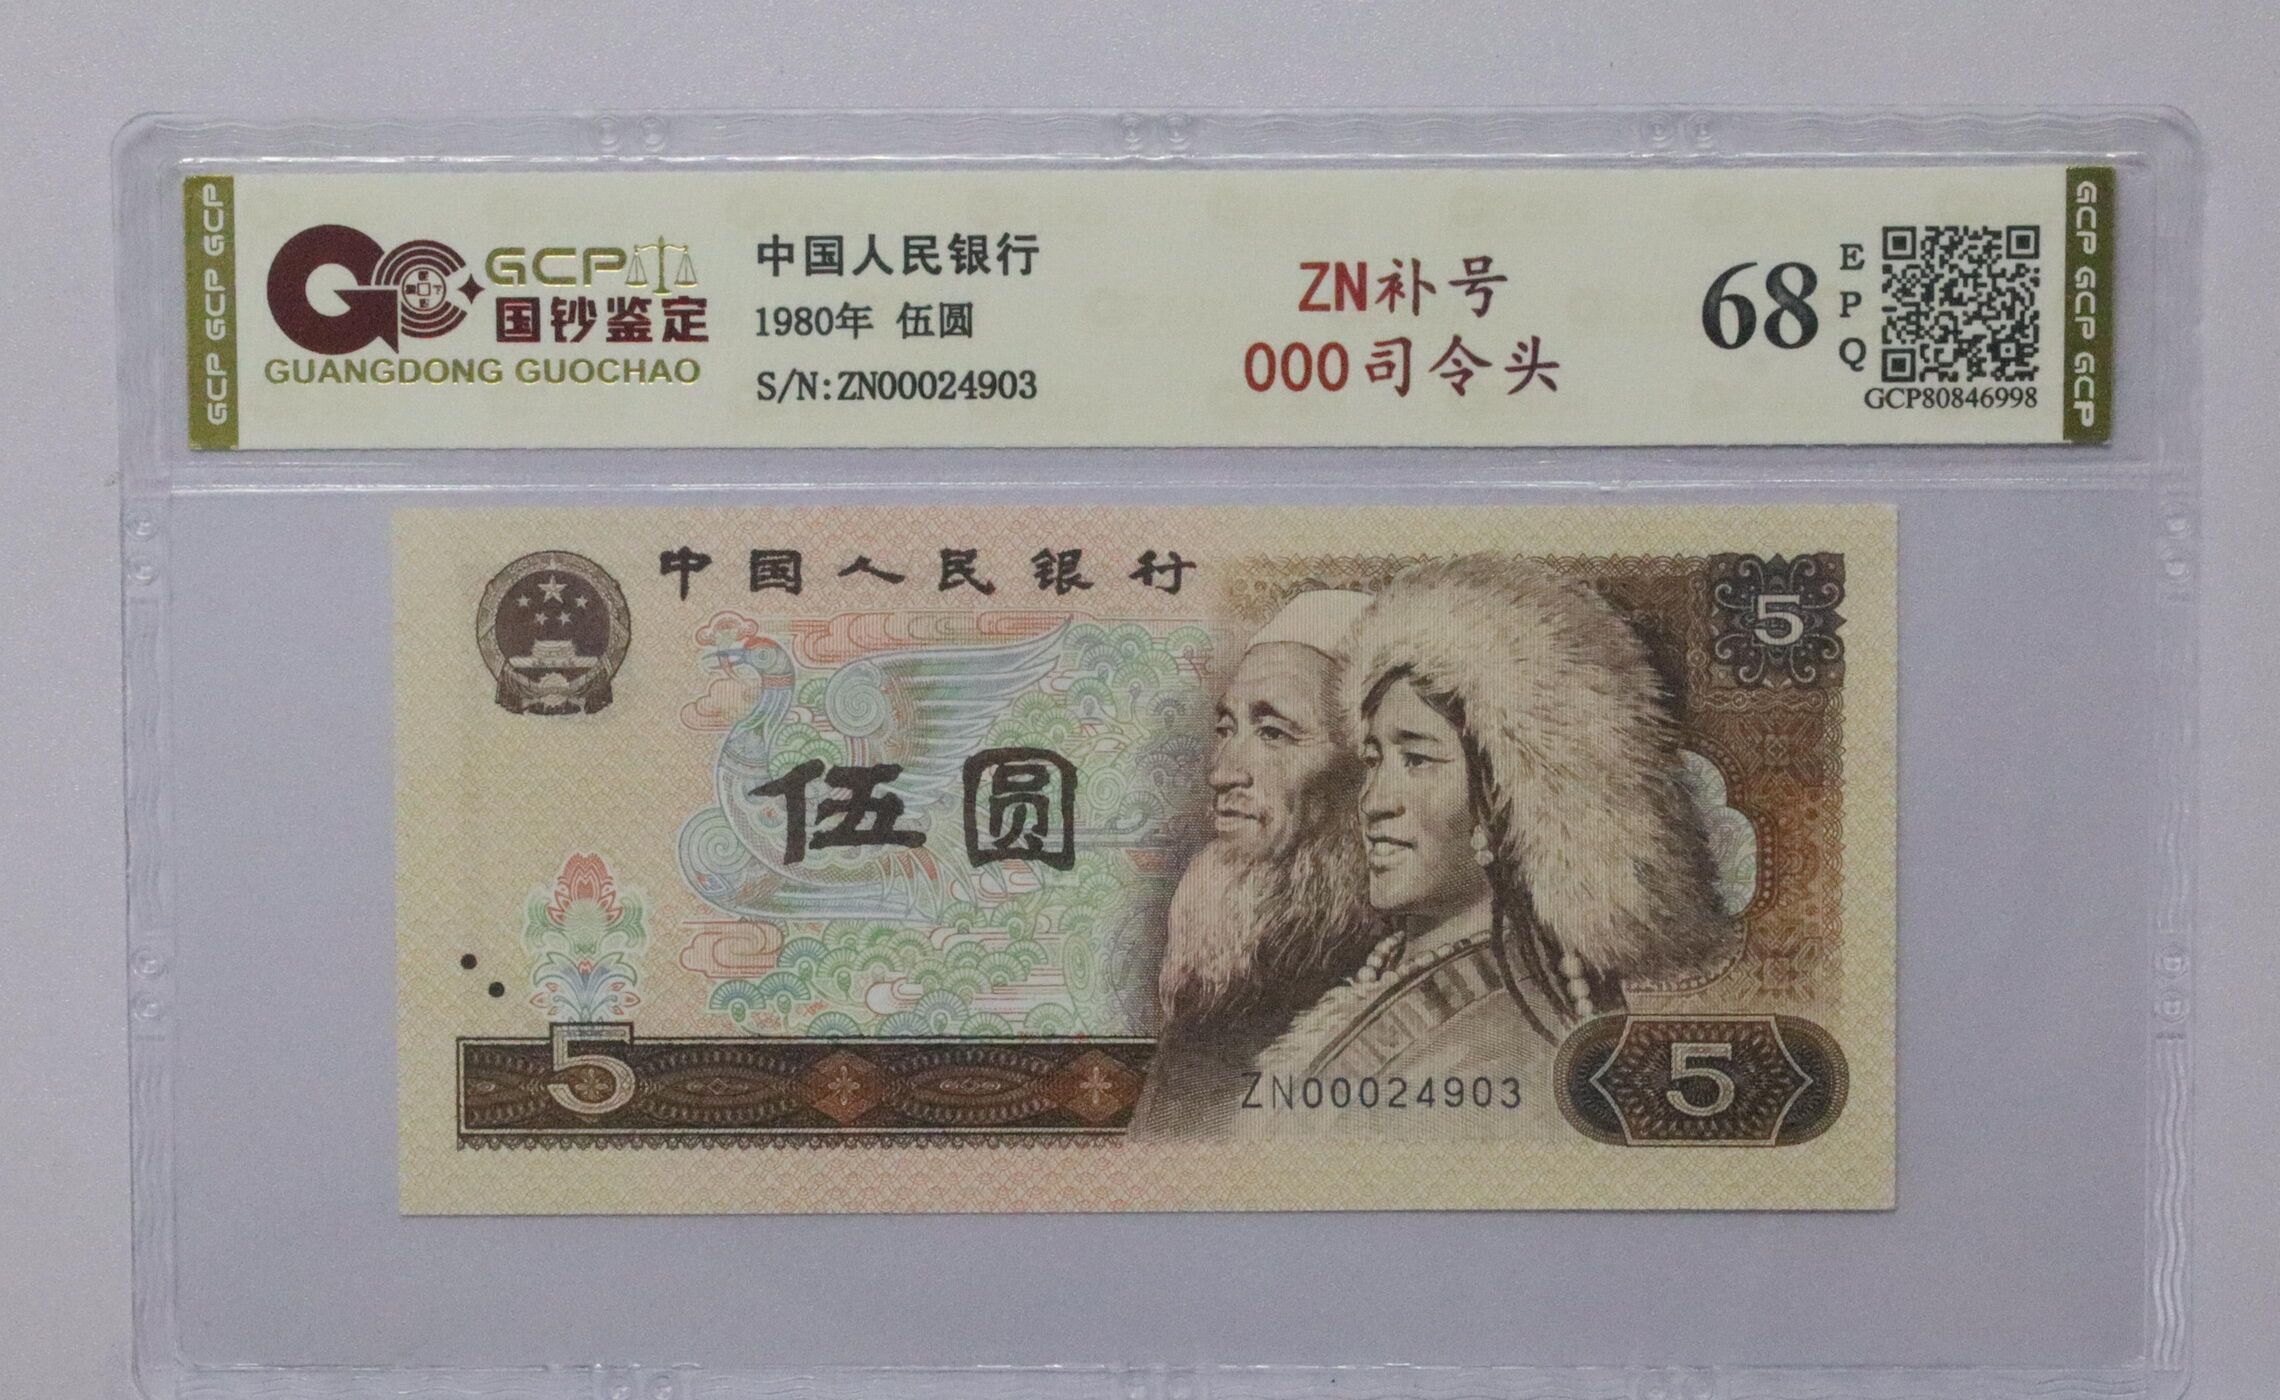 GCP GCP GCP
GCP
国钞鉴定
GUANGDONG GUOCHAO
中国人民银行
1980年 伍圆
S/N:ZN00024903
ZN补号
000司令头
68
E
P
Q
GCP80846998
GCP GCP GCP
中国人民银行
5
伍圆
5
ZN00024903
5